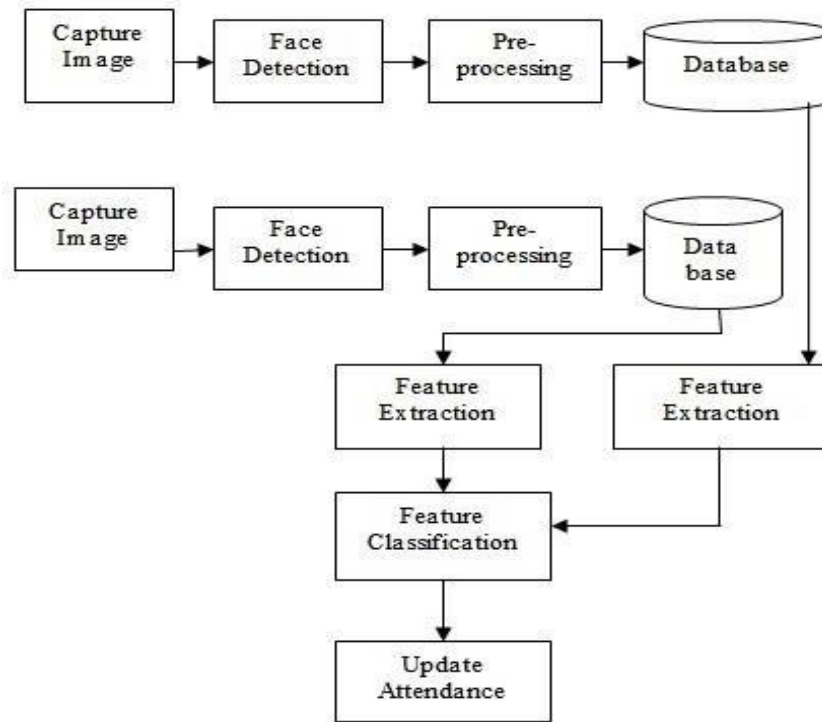 Capture
Image
Face
Detection
Pre-
processing
Database
Capture
Image
Face
Detection
Pre-
processing
Data
base
Feature
Extraction
Feature
Extraction
Feature
Classification
Update
Attendance